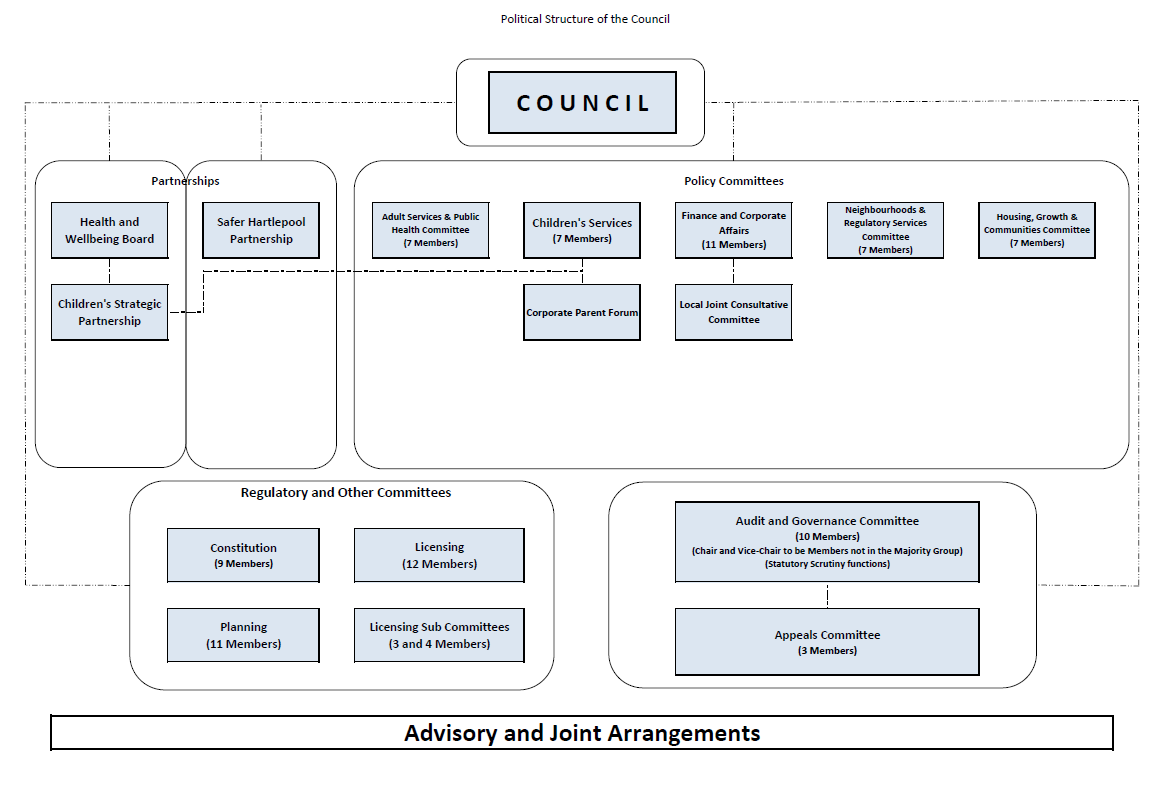 Political Structure of the Council
COUNCIL
Partnerships
Health and
Wellbeing Board
Safer Hartlepool
Partnership
Children's Strategic
Partnership
Policy Committees
Adult Services & Public
Health Committee
(7 Members)
Children's Services
(7 Members)
Finance and Corporate
Affairs
(11 Members)
Neighbourhoods &
Regulatory Services
Committee
(7 Members)
Housing, Growth &
Communities Committee
(7 Members)
Corporate Parent Forum
Local Joint Consultative
Committee
Regulatory and Other Committees
Constitution
(9 Members)
Licensing
(12 Members)
Planning
(11 Members)
Licensing Sub Committees
(3 and 4 Members)
Audit and Governance Committee
(10 Members)
(Chair and Vice-Chair to be Members not in the Majority Group)
(Statutory Scrutiny functions)
Appeals Committee
(3 Members)
Advisory and Joint Arrangements